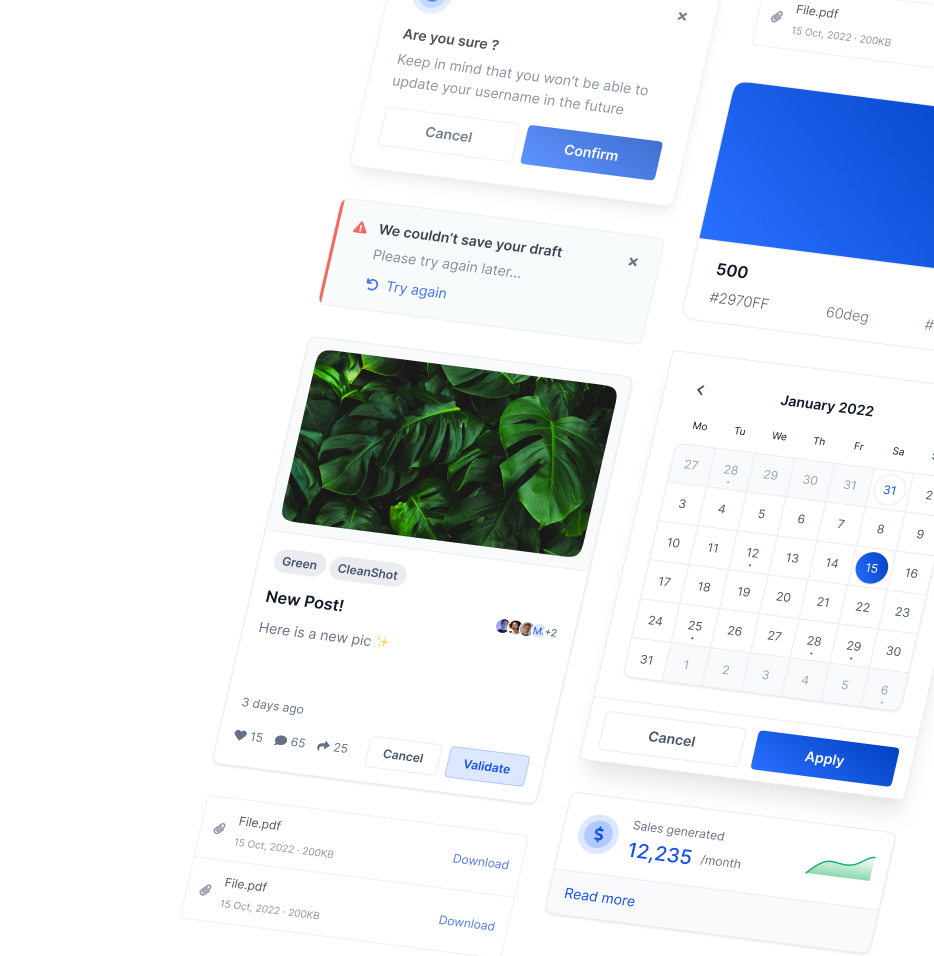 Are you sure ?
Keep in mind that you won't be able to
update your username in the future
Cancel
Confirm
We couldn't save your draft
Please try again later...
Try again
Green
CleanShot
New Post!
Here is a new pic ✨
M.
+2
3 days ago
15
65
25
Cancel
Validate
File.pdf
15 Oct, 2022 · 200KB
Download
File.pdf
15 Oct, 2022 · 200KB
Download
File.pdf
15 Oct, 2022 · 200KB
500
#2970FF
60deg
#
January 2022
Mo Tu We Th Fr Sa
27 28 29 30 31 31 2
3 4 5 6 7 8 9
10 11 12 13 14 15 16
17 18 19 20 21 22 23
24 25 26 27 28 29 30
31 1 2 3 4 5 6
Cancel
Apply
$
Sales generated
12,235 /month
Read more